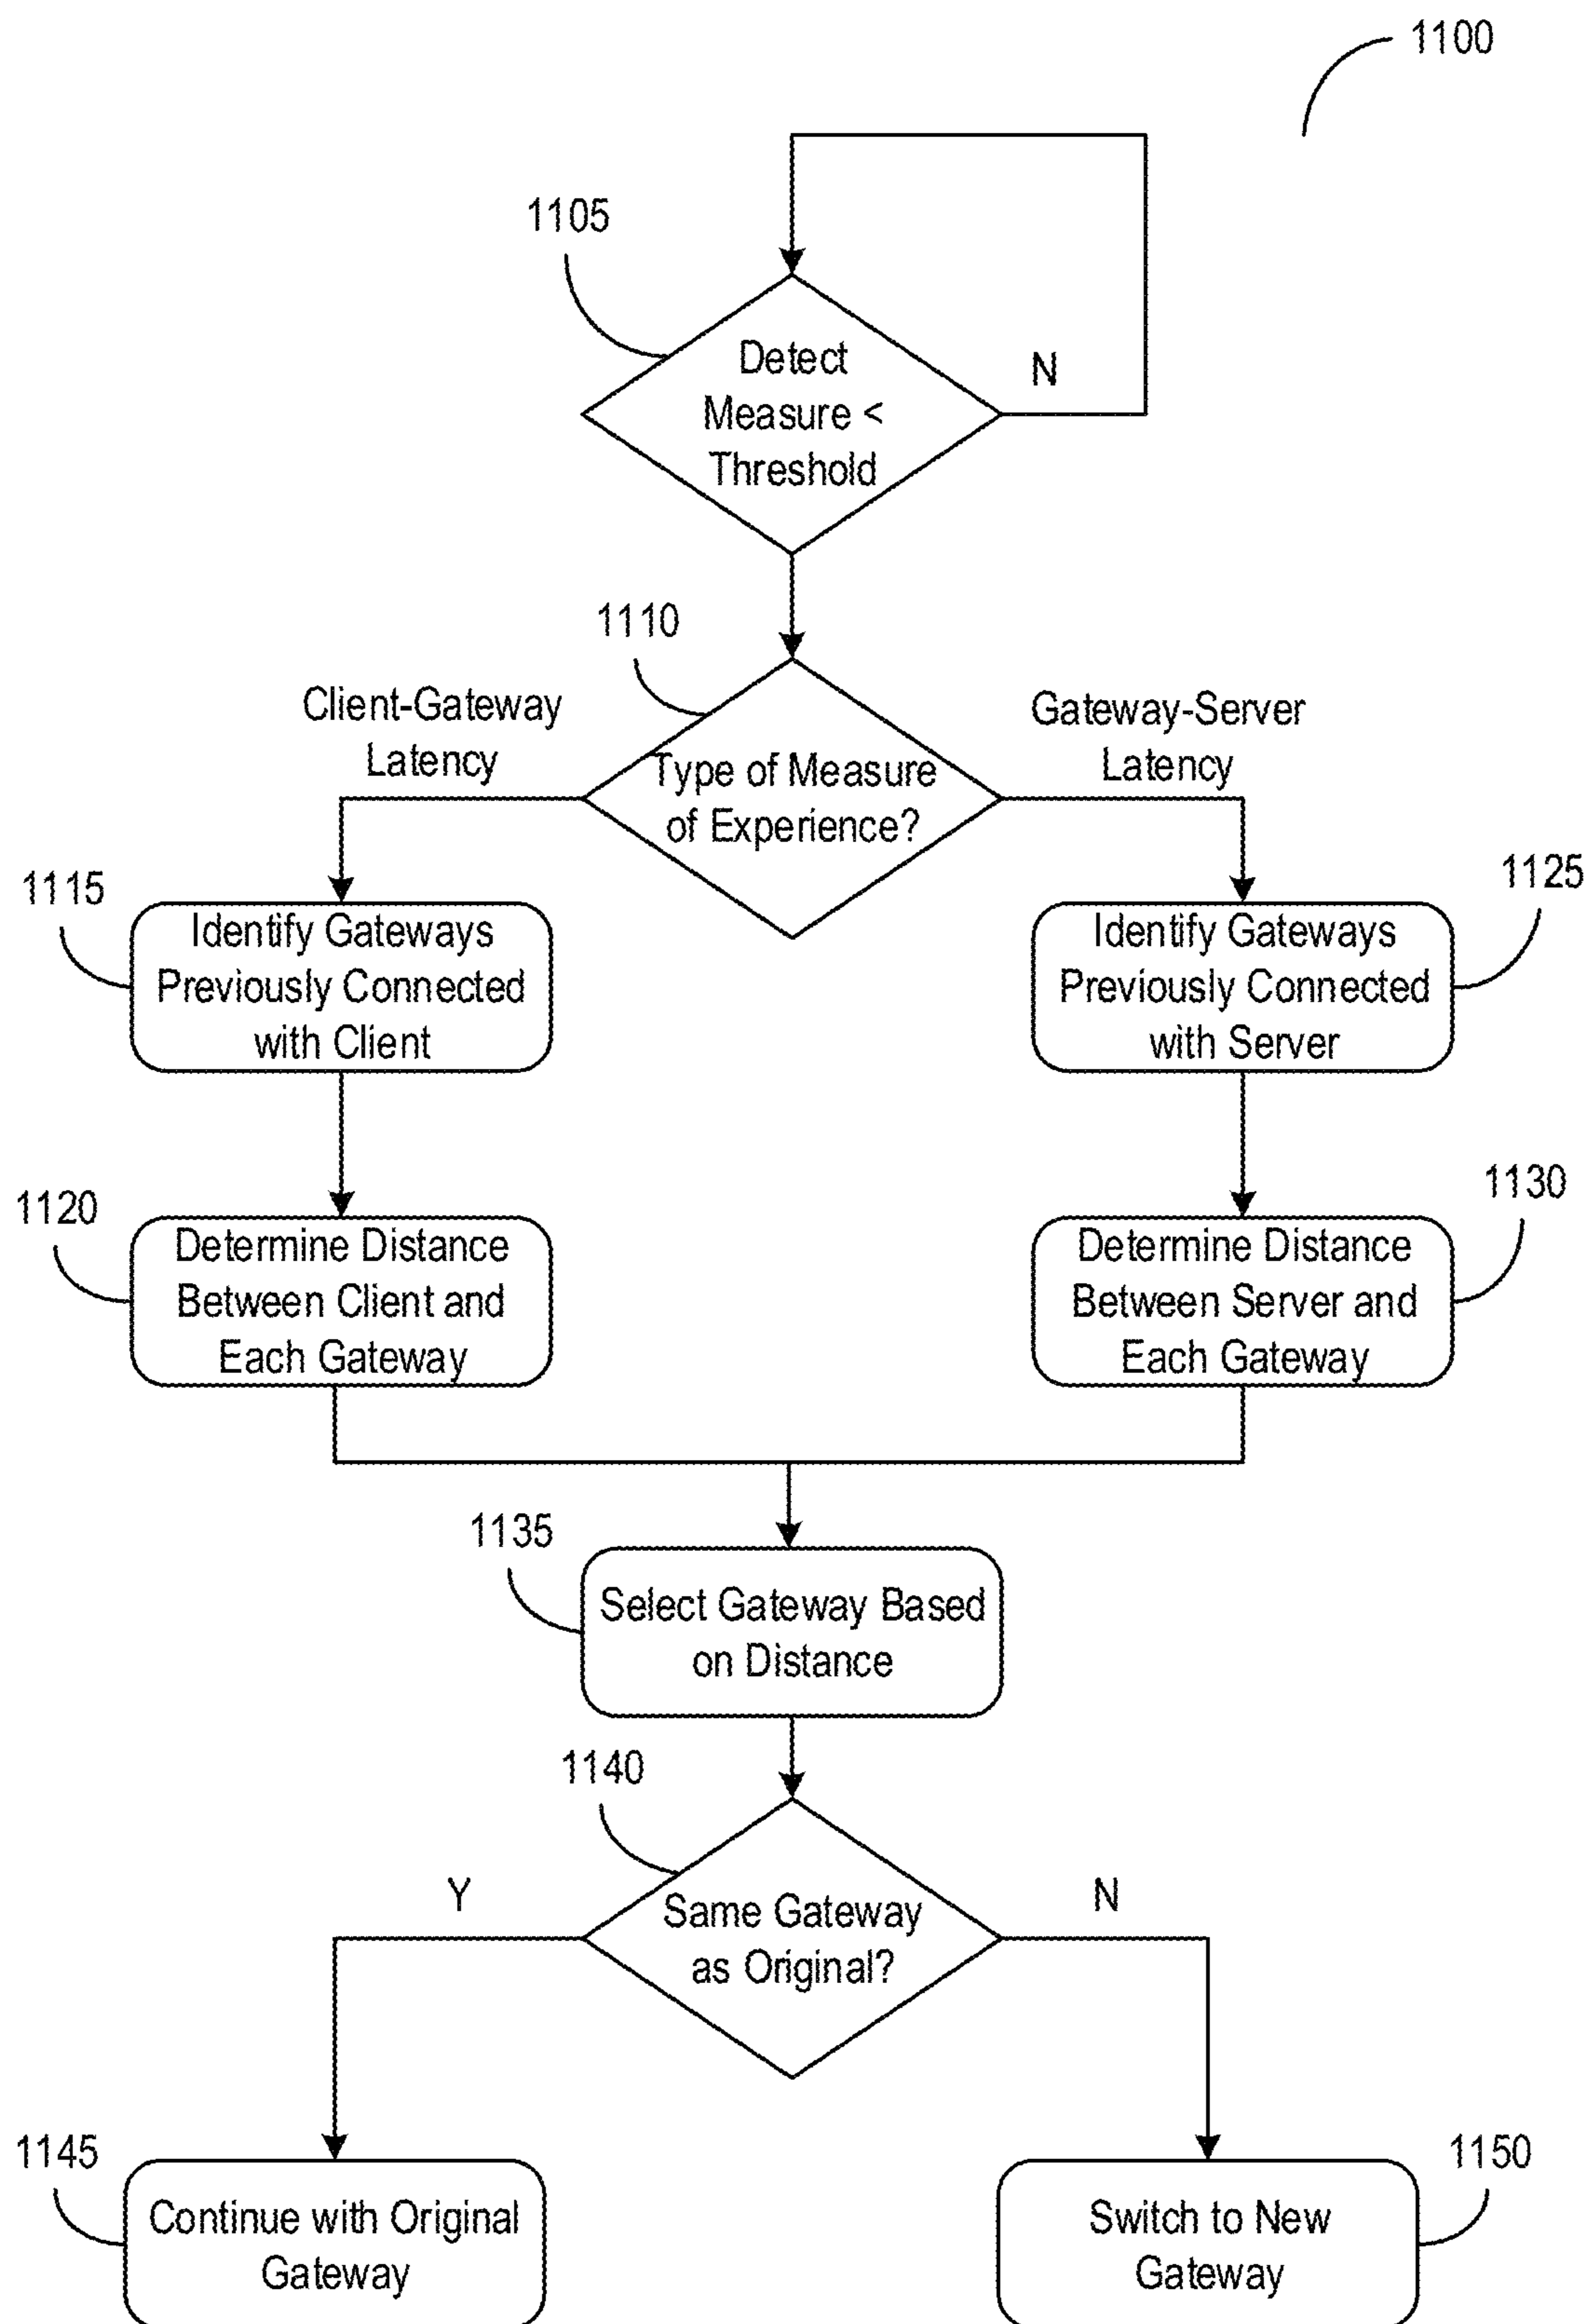 1100
1105
Detect
Measure <
Threshold
N
1110
Client-Gateway
Latency
Gateway-Server
Latency
Type of Measure
of Experience?
1115
Identify Gateways
Previously Connected
with Client
1125
Identify Gateways
Previously Connected
with Server
1120
Determine Distance
Between Client and
Each Gateway
1130
Determine Distance
Between Server and
Each Gateway
1135
Select Gateway Based
on Distance
1140
Y
Same Gateway
as Original?
N
1145
Continue with Original
Gateway
1150
Switch to New
Gateway